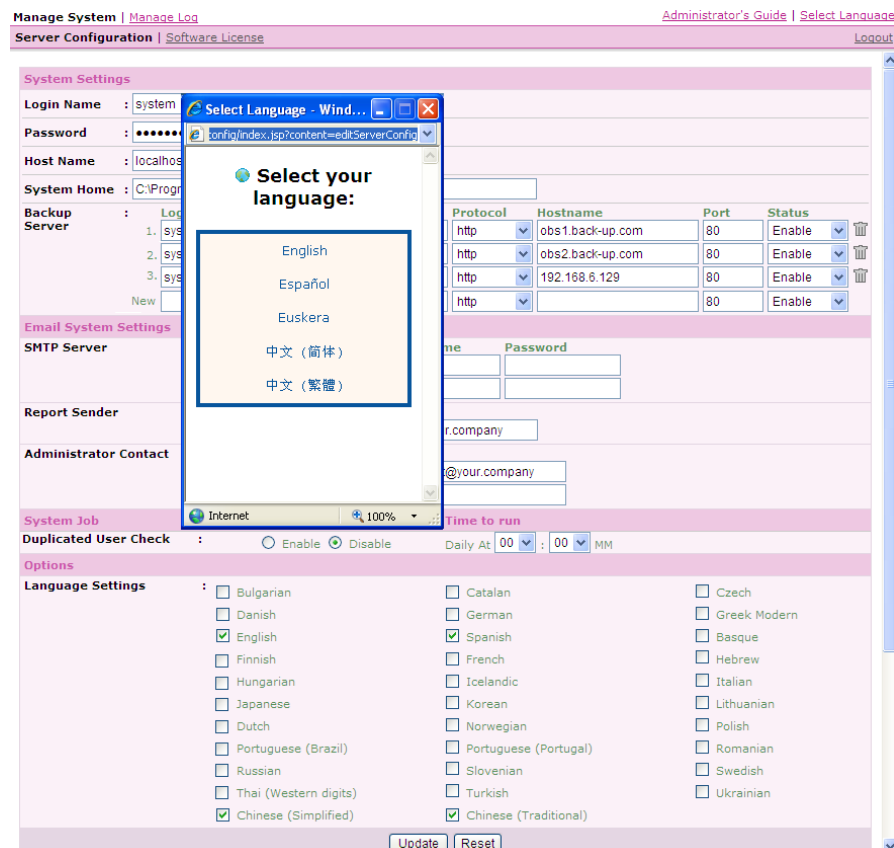 Manage System | Manage Log Administrator's Guide | Select Language
Server Configuration | Software License Logout
System Settings
Login Name : system
Password : •••••••
Host Name : localhos
System Home : C:\Progr
Backup Server : Log Protocol Hostname Port Status
1. sys http obs1.back-up.com 80 Enable
2. sys http obs2.back-up.com 80 Enable
3. sys http 192.168.6.129 80 Enable
New http 80 Enable
Email System Settings
SMTP Server me Password
Report Sender
r.company
Administrator Contact
@your.company
System Job Time to run
Duplicated User Check : Enable Disable Daily At 00 : 00 MM
Options
Language Settings : Bulgarian Catalan Czech
Danish German Greek Modern
English Spanish Basque
Finnish French Hebrew
Hungarian Icelandic Italian
Japanese Korean Lithuanian
Dutch Norwegian Polish
Portuguese (Brazil) Portuguese (Portugal) Romanian
Russian Slovenian Swedish
Thai (Western digits) Turkish Ukrainian
Chinese (Simplified) Chinese (Traditional)
Update Reset
Select Language - Wind...
config/index.jsp?content=editServerConfig
Select your
language:
English
Español
Euskera
中文 (简体)
中文 (繁體)
Internet 100%